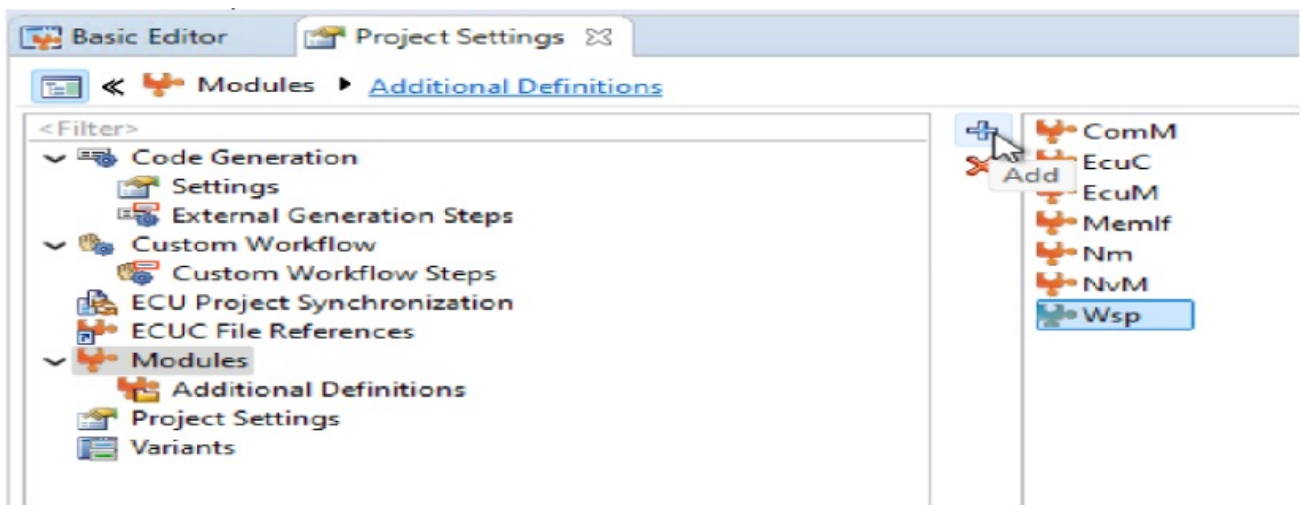 Basic Editor
Project Settings
Modules
Additional Definitions
<Filter>
Code Generation
Settings
External Generation Steps
Custom Workflow
Custom Workflow Steps
ECU Project Synchronization
ECUC File References
Modules
Additional Definitions
Project Settings
Variants
Add
ComM
EcuC
EcuM
MemIf
Nm
NvM
Wsp